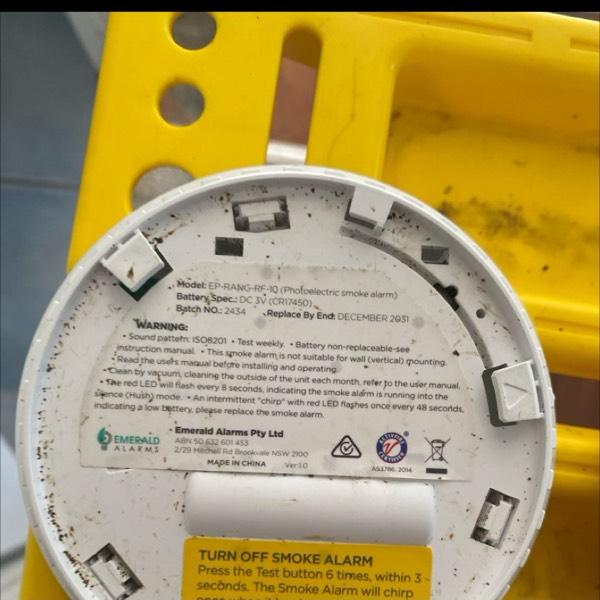 Model: EP-RANG-RF-IQ (Photoelectric smoke alarm)
Battery Spec.: DC 3V (CR17450)
Batch NO.: 2434 Replace By End: DECEMBER 2031
WARNING:
• Sound pattern: ISO8201 • Test weekly. • Battery non-replaceable-see
instruction manual. • This smoke alarm is not suitable for wall (vertical) mounting.
• Read the users manual before installing and operating.
• Clean by vacuum, cleaning the outside of the unit each month, refer to the user manual.
• The red LED will flash every 8 seconds, indicating the smoke alarm is running into the
silence (Hush) mode. • An intermittent "chirp" with red LED flashes once every 48 seconds,
indicating a low battery, please replace the smoke alarm.
EMERALD
ALARMS
Emerald Alarms Pty Ltd
ABN 50 632 601 453
2/29 Mitchell Rd Brookvale NSW 2100
MADE IN CHINA Ver:1.0
AS3786: 2014
TURN OFF SMOKE ALARM
Press the Test button 6 times, within 3
seconds. The Smoke Alarm will chirp